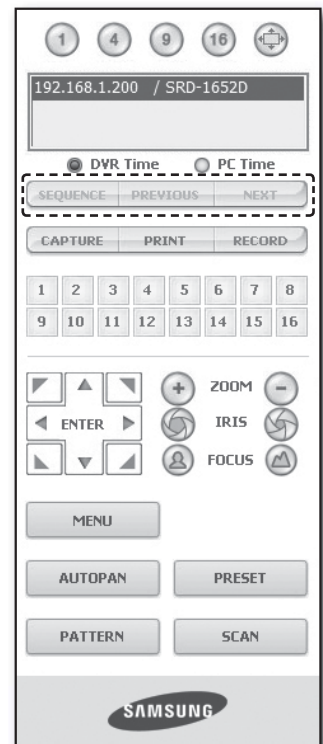 1 4 9 16
192.168.1.200 / SRD-1652D
DVR Time PC Time
SEQUENCE PREVIOUS NEXT
CAPTURE PRINT RECORD
1 2 3 4 5 6 7 8
9 10 11 12 13 14 15 16
ZOOM
ENTER IRIS
FOCUS
MENU
AUTOPAN PRESET
PATTERN SCAN
SAMSUNG